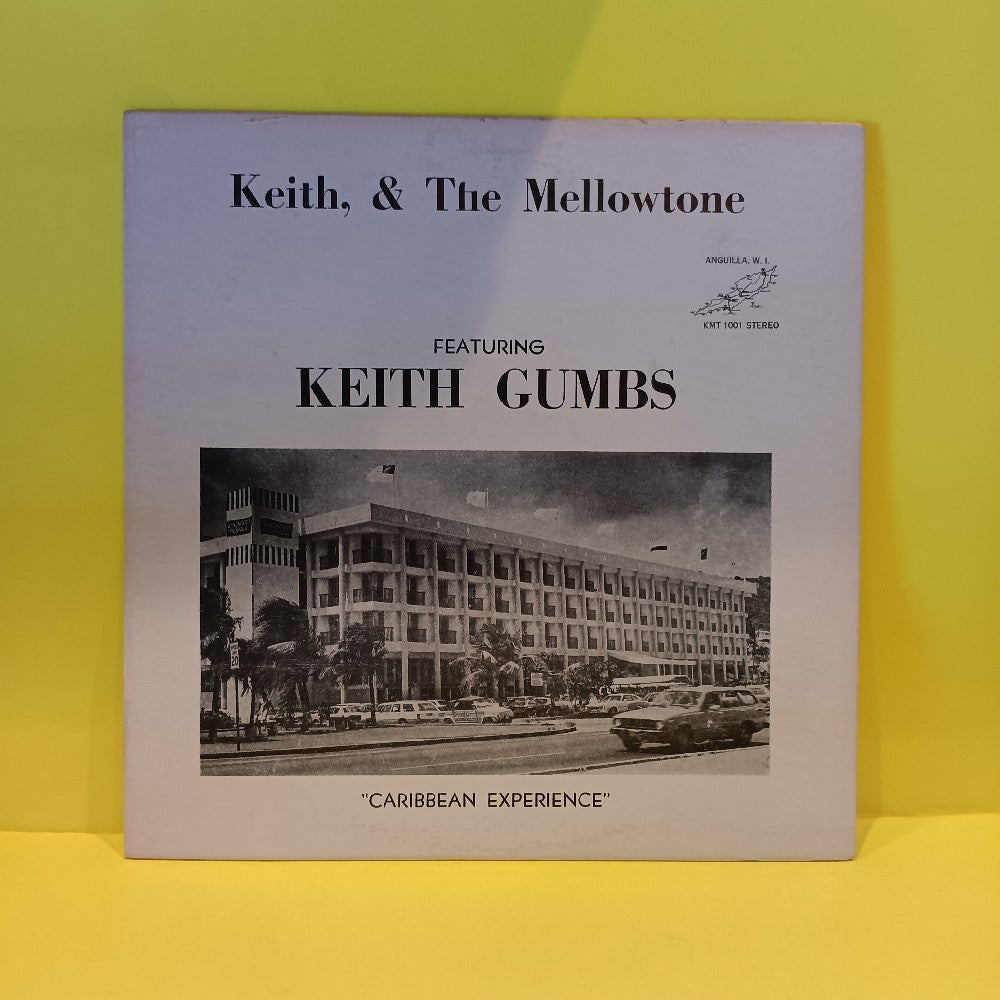 Keith, & The Mellowtone
ANGUILLA, W. I.
KMT 1001 STEREO
FEATURING
KEITH GUMBS
"CARIBBEAN EXPERIENCE"